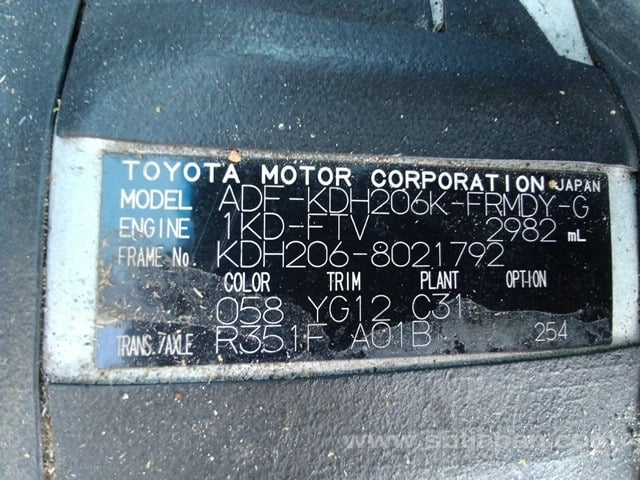 TOYOTA MOTOR CORPORATION JAPAN
MODEL ADF-KDH206K-FRMDY-G
ENGINE 1KD-FTV 2982 mL
FRAME No. KDH206-8021792
COLOR TRIM PLANT OPTION
058 YG12 C31
TRANS./AXLE R351F A01B 254